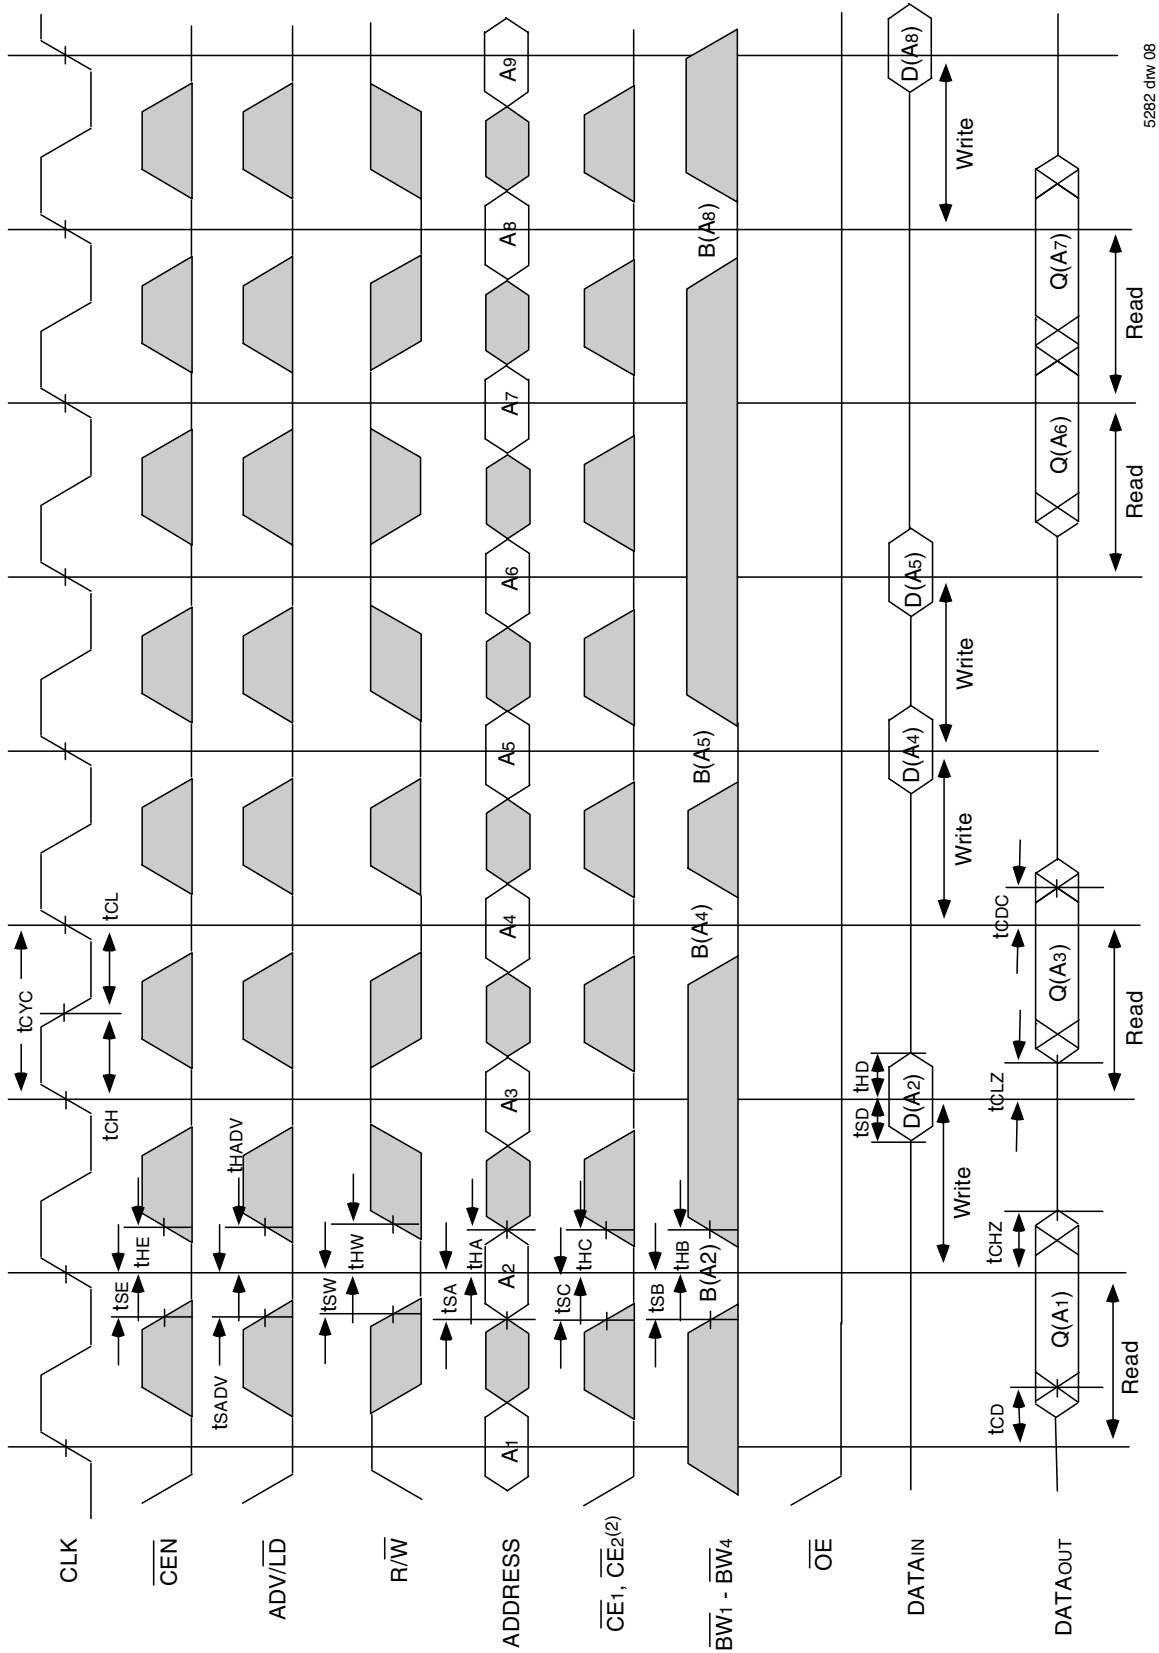 CLK
tCYC
tCH
tCL
CEN
tSE
tHE
ADV/LD
tSADV
tHADV
R/W
tSW
tHW
ADDRESS
A1
tSA
tHA
A2
A3
A4
A5
A6
A7
A8
A9
CE1, CE2(2)
tSC
tHC
BW1 - BW4
tSB
tHB
B(A2)
B(A4)
B(A5)
B(A8)
OE
DATAIN
tSD
tHD
D(A2)
D(A4)
D(A5)
D(A8)
Write
Write
Write
Write
DATAOUT
tCD
Q(A1)
tCHZ
tCLZ
Q(A3)
tCDC
Q(A6)
Q(A7)
Read
Read
Read
Read
5282 drw 08